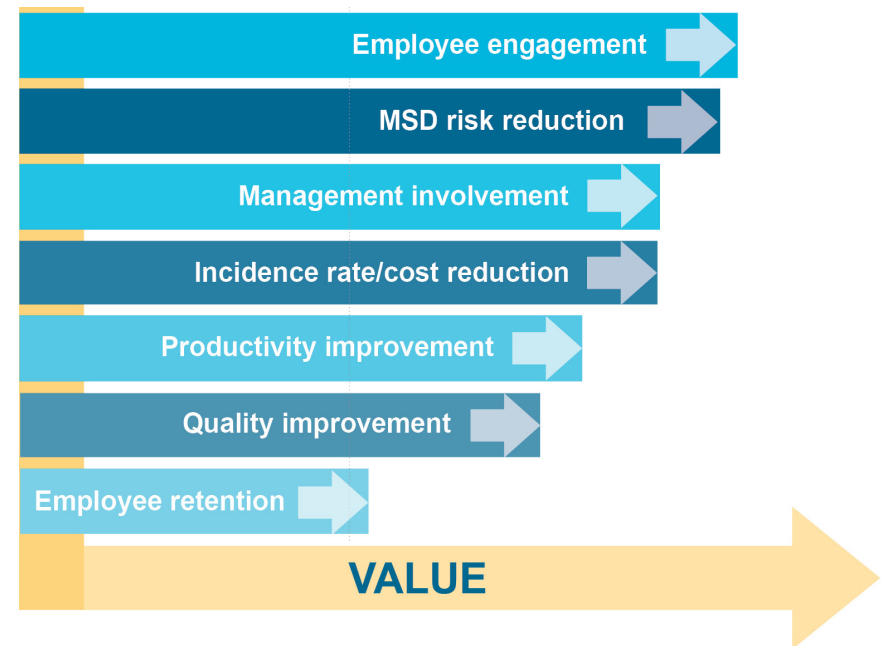 Employee engagement
MSD risk reduction
Management involvement
Incidence rate/cost reduction
Productivity improvement
Quality improvement
Employee retention
VALUE